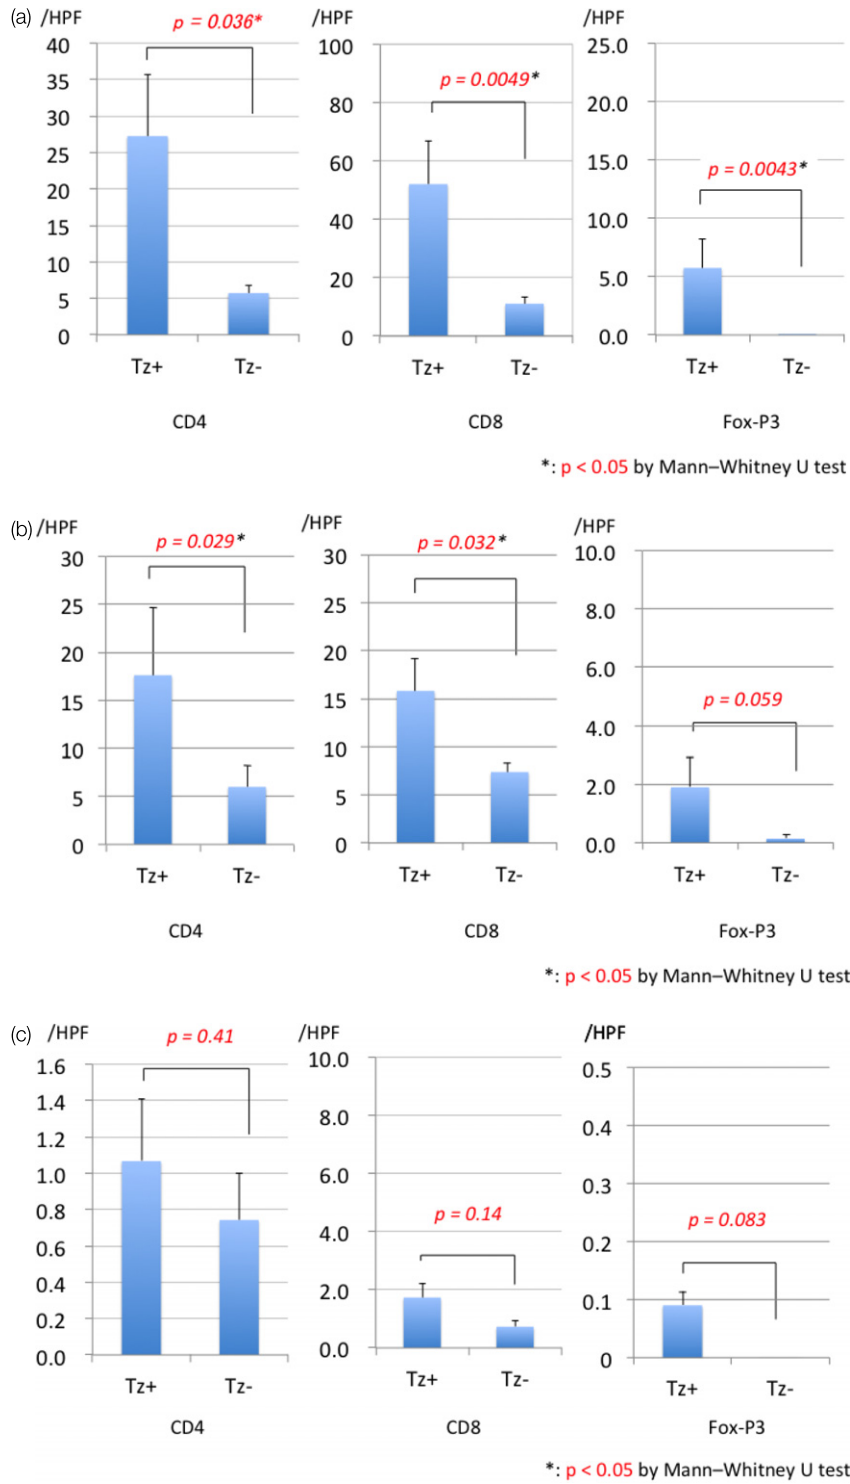 (a)
/HPF
p = 0.036*
40
35
30
25
20
15
10
5
0
Tz+ Tz-
CD4
/HPF
p = 0.0049*
100
80
60
40
20
0
Tz+ Tz-
CD8
/HPF
p = 0.0043*
25.0
20.0
15.0
10.0
5.0
0.0
Tz+ Tz-
Fox-P3
*: p < 0.05 by Mann–Whitney U test
(b)
/HPF
p = 0.029*
30
25
20
15
10
5
0
Tz+ Tz-
CD4
/HPF
p = 0.032*
30
25
20
15
10
5
0
Tz+ Tz-
CD8
/HPF
p = 0.059
10.0
8.0
6.0
4.0
2.0
0.0
Tz+ Tz-
Fox-P3
*: p < 0.05 by Mann–Whitney U test
(c)
/HPF
p = 0.41
1.6
1.4
1.2
1.0
0.8
0.6
0.4
0.2
0.0
Tz+ Tz-
CD4
/HPF
p = 0.14
10.0
8.0
6.0
4.0
2.0
0.0
Tz+ Tz-
CD8
/HPF
p = 0.083
0.5
0.4
0.3
0.2
0.1
0
Tz+ Tz-
Fox-P3
*: p < 0.05 by Mann–Whitney U test